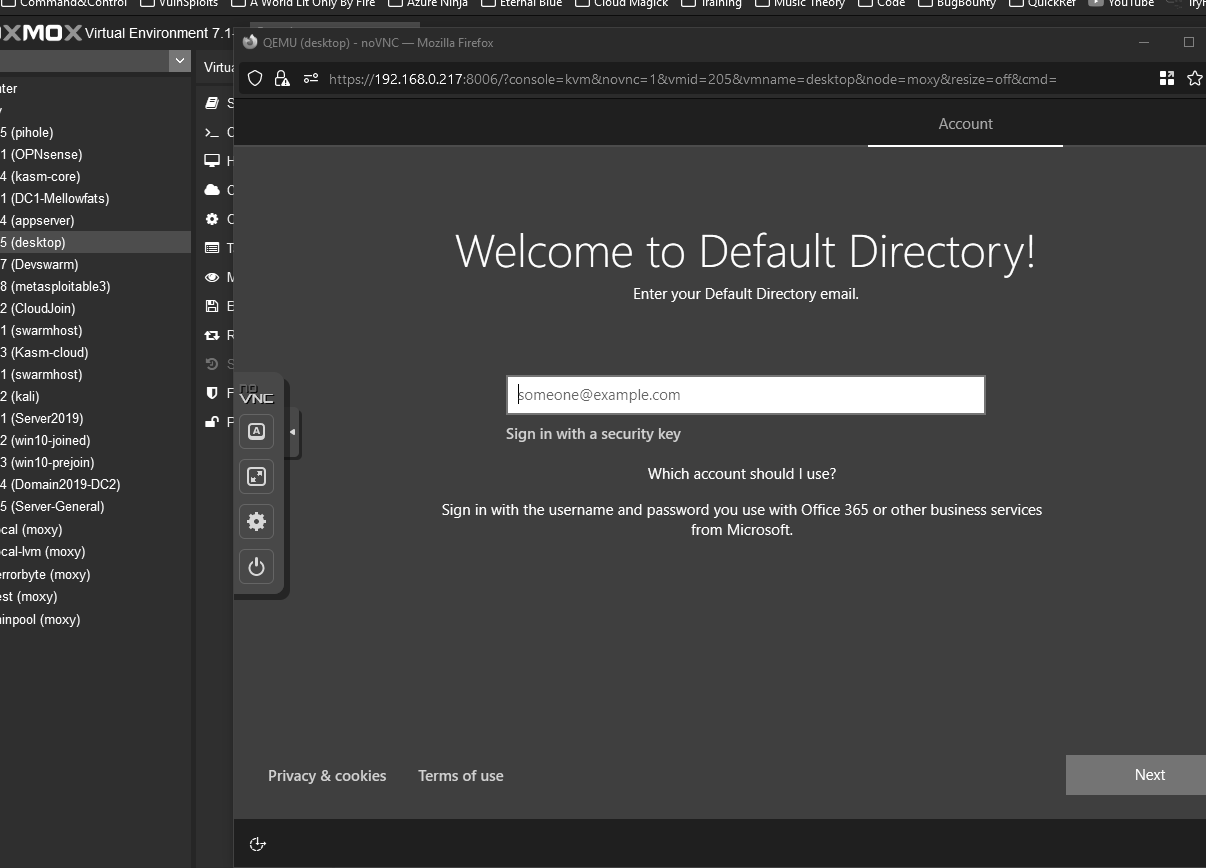 Command&Control VulnSploits A World Lit Only By Fire Azure Ninja Eternal Blue Cloud Magick Training Music Theory Code BugBounty QuickRef YouTube
XMOX Virtual Environment 7.1-
QEMU (desktop) - noVNC — Mozilla Firefox
Virtua
https://192.168.0.217:8006/?console=kvm&novnc=1&vmid=205&vmname=desktop&node=moxy&resize=off&cmd=
ter
5 (pihole)
1 (OPNsense)
4 (kasm-core)
1 (DC1-Mellowfats)
4 (appserver)
5 (desktop)
7 (Devswarm)
8 (metasploitable3)
2 (CloudJoin)
1 (swarmhost)
3 (Kasm-cloud)
1 (swarmhost)
2 (kali)
1 (Server2019)
2 (win10-joined)
3 (win10-prejoin)
4 (Domain2019-DC2)
5 (Server-General)
cal (moxy)
cal-lvm (moxy)
errorbyte (moxy)
est (moxy)
inpool (moxy)
Account
Welcome to Default Directory!
Enter your Default Directory email.
someone@example.com
Sign in with a security key
Which account should I use?
Sign in with the username and password you use with Office 365 or other business services
from Microsoft.
no
VNC
A
Privacy & cookies Terms of use
Next